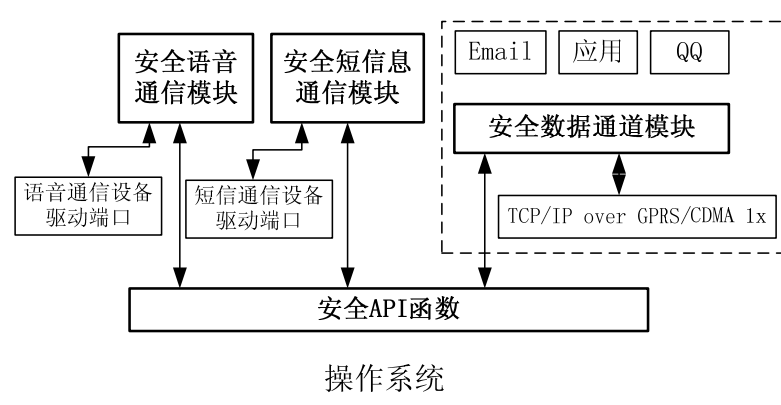 安全语音
通信模块
安全短信息
通信模块
Email
应用
QQ
安全数据通道模块
语音通信设备
驱动端口
短信通信设备
驱动端口
TCP/IP over GPRS/CDMA 1x
安全API函数
操作系统